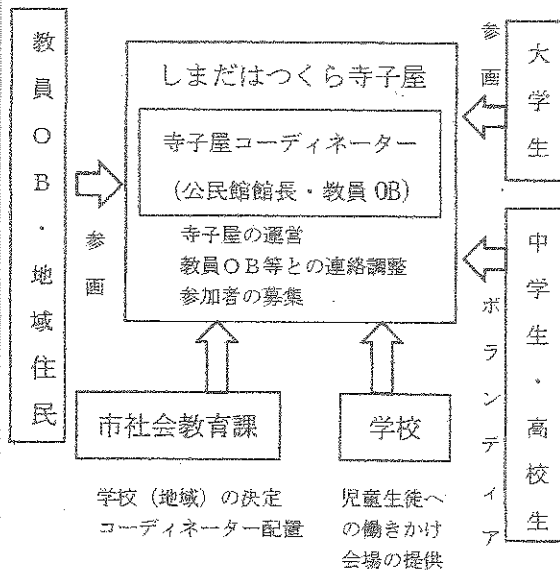 教員ＯＢ・地域住民
参画
しまだはつくら寺子屋
寺子屋コーディネーター
(公民館館長・教員 OB)
寺子屋の運営
教員ＯＢ等との連絡調整
参加者の募集
参画
大学生
中学生・高校生
ボランティア
市社会教育課
学校（地域）の決定
コーディネーター配置
学校
児童生徒へ
の働きかけ
会場の提供